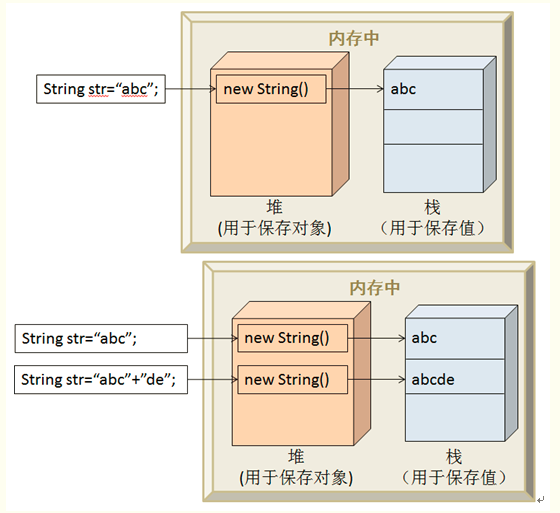 内存中
String str=“abc”;
new String()
abc
堆
(用于保存对象)
栈
（用于保存值）
内存中
String str=“abc”;
new String()
abc
String str=“abc”+”de”;
new String()
abcde
堆
(用于保存对象)
栈
（用于保存值）